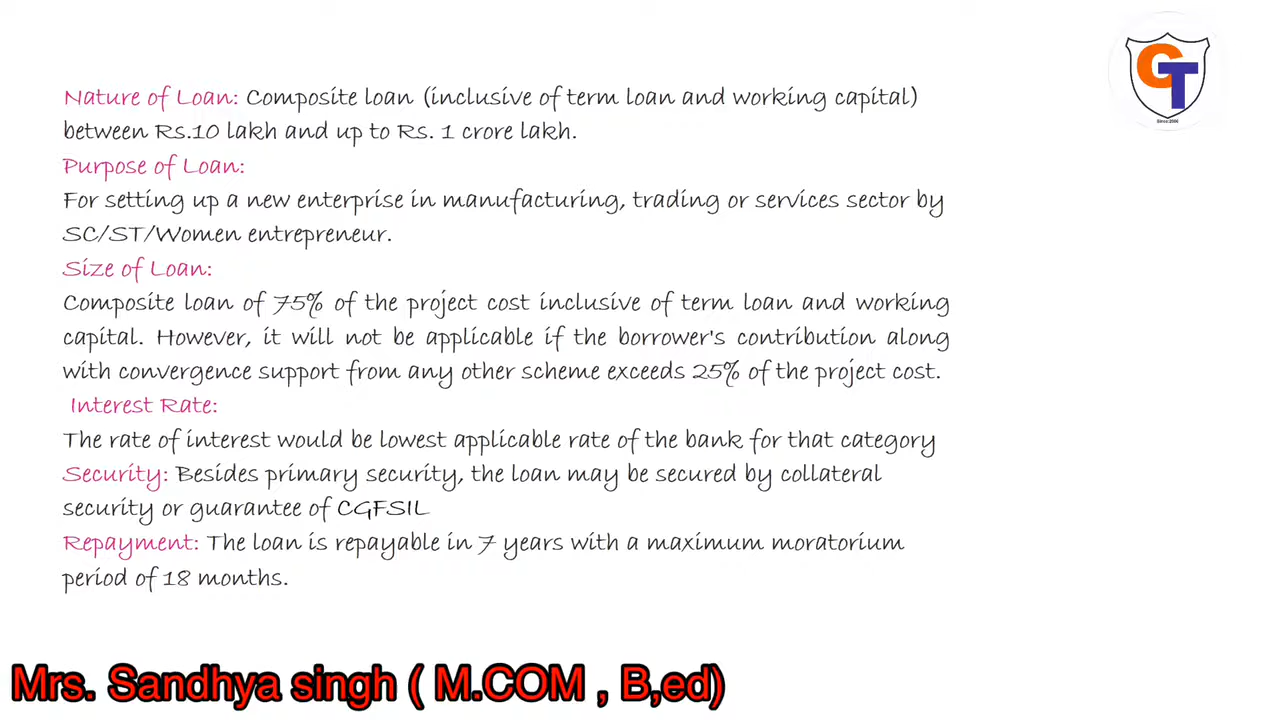 GT
Since:2006
Nature of Loan: Composite loan (inclusive of term loan and working capital)
between Rs.10 lakh and up to Rs. 1 crore lakh.
Purpose of Loan:
For setting up a new enterprise in manufacturing, trading or services sector by
SC/ST/Women entrepreneur.
Size of Loan:
Composite loan of 75% of the project cost inclusive of term loan and working
capital. However, it will not be applicable if the borrower's contribution along
with convergence support from any other scheme exceeds 25% of the project cost.
Interest Rate:
The rate of interest would be lowest applicable rate of the bank for that category
Security: Besides primary security, the loan may be secured by collateral
security or guarantee of CGFSIL
Repayment: The loan is repayable in 7 years with a maximum moratorium
period of 18 months.
Mrs. Sandhya singh ( M.COM , B,ed)